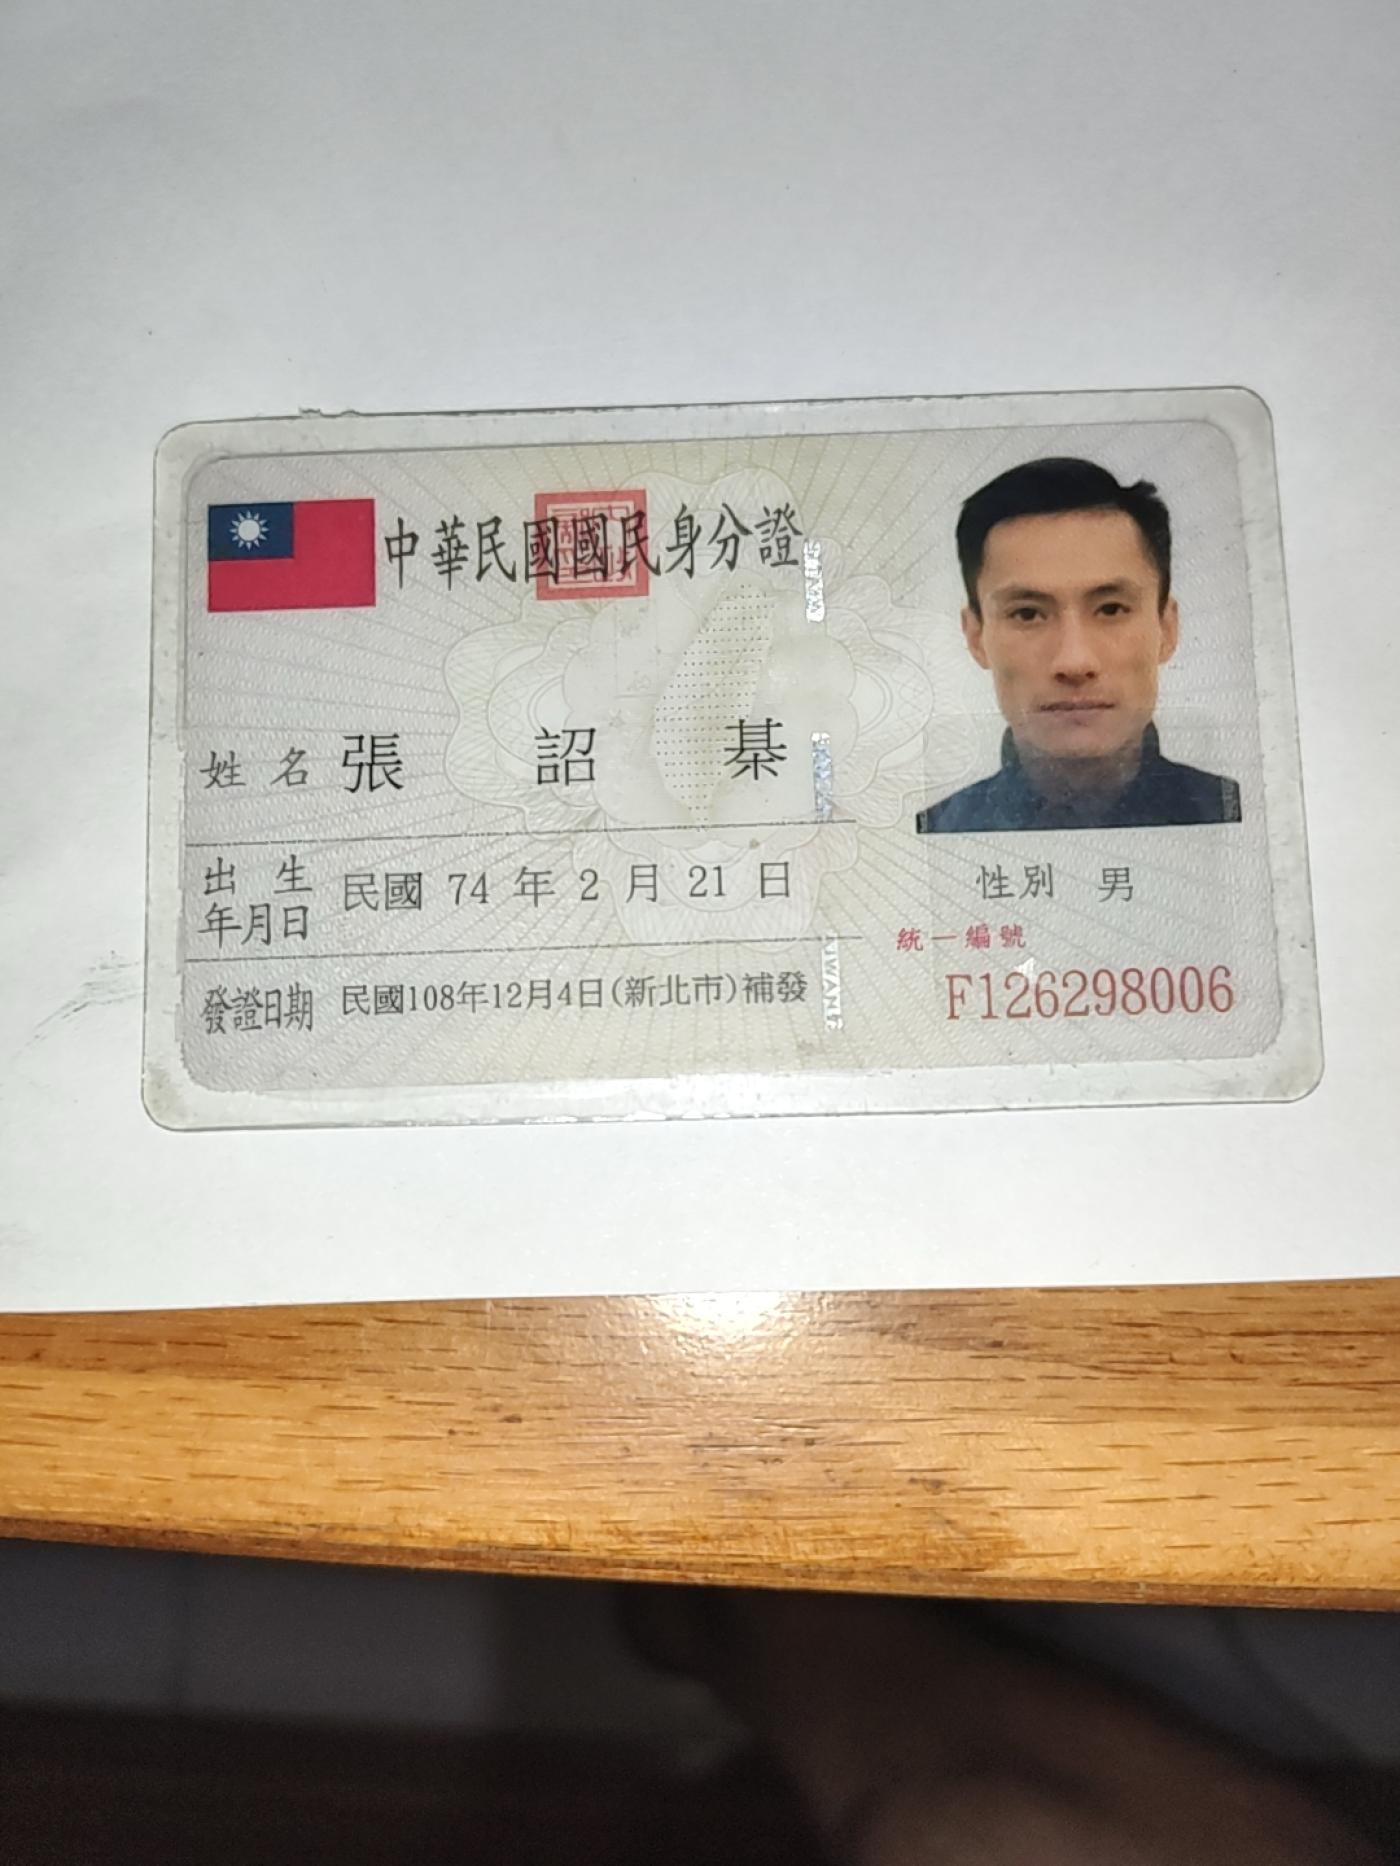 中華民國國民身分證
姓名 張 詔 棊
出生年月日 民國 74 年 2 月 21 日
性別 男
統一編號
發證日期 民國108年12月4日(新北市)補發
F126298006